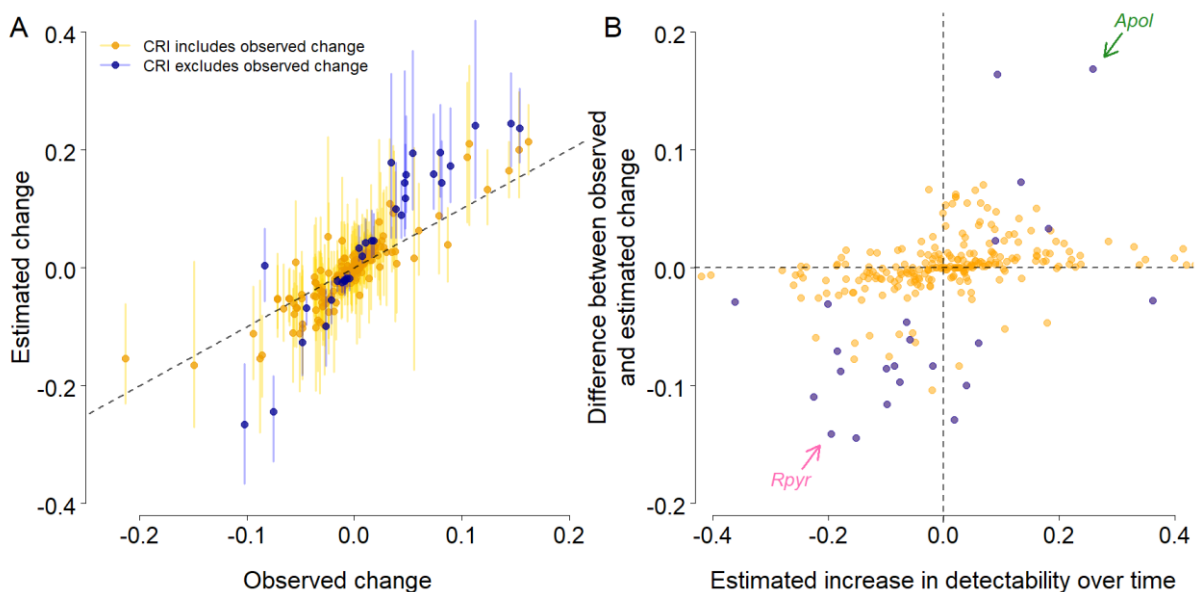 A
CRI includes observed change
CRI excludes observed change
0.4
0.2
0.0
-0.2
-0.4
Estimated change
-0.2
-0.1
0.0
0.1
0.2
Observed change
B
Apol
Rpyr
0.2
0.1
0.0
-0.1
-0.2
Difference between observed
and estimated change
-0.4
-0.2
0.0
0.2
0.4
Estimated increase in detectability over time